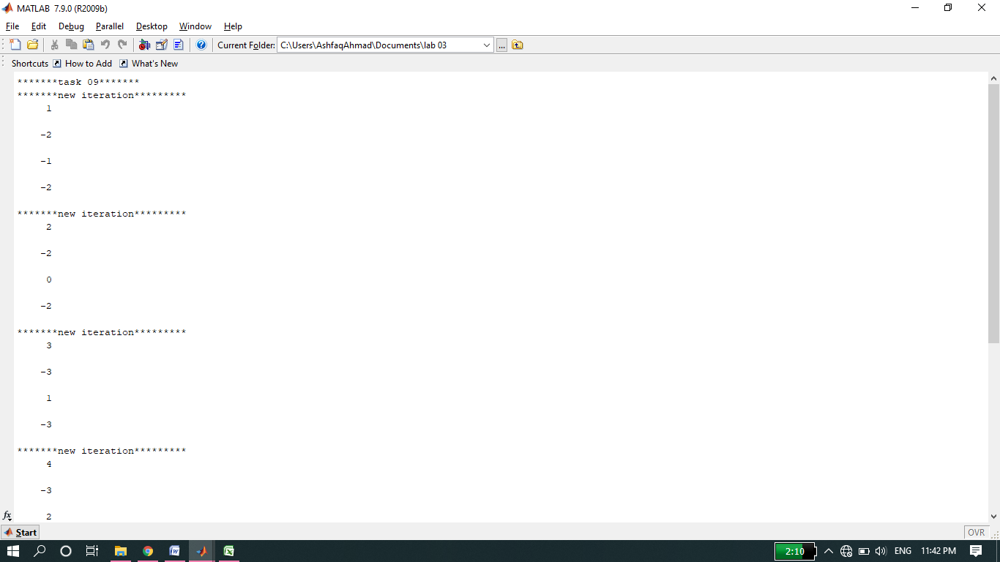 MATLAB 7.9.0 (R2009b)
File Edit Debug Parallel Desktop Window Help
Current Folder: C:\Users\AshfaqAhmad\Documents\lab 03 ...
Shortcuts How to Add What's New
*******task 09*******
*******new iteration*********
1
-2
-1
-2
*******new iteration*********
2
-2
0
-2
*******new iteration*********
3
-3
1
-3
*******new iteration*********
4
-3
2
fx
Start OVR
2:10 ENG 11:42 PM